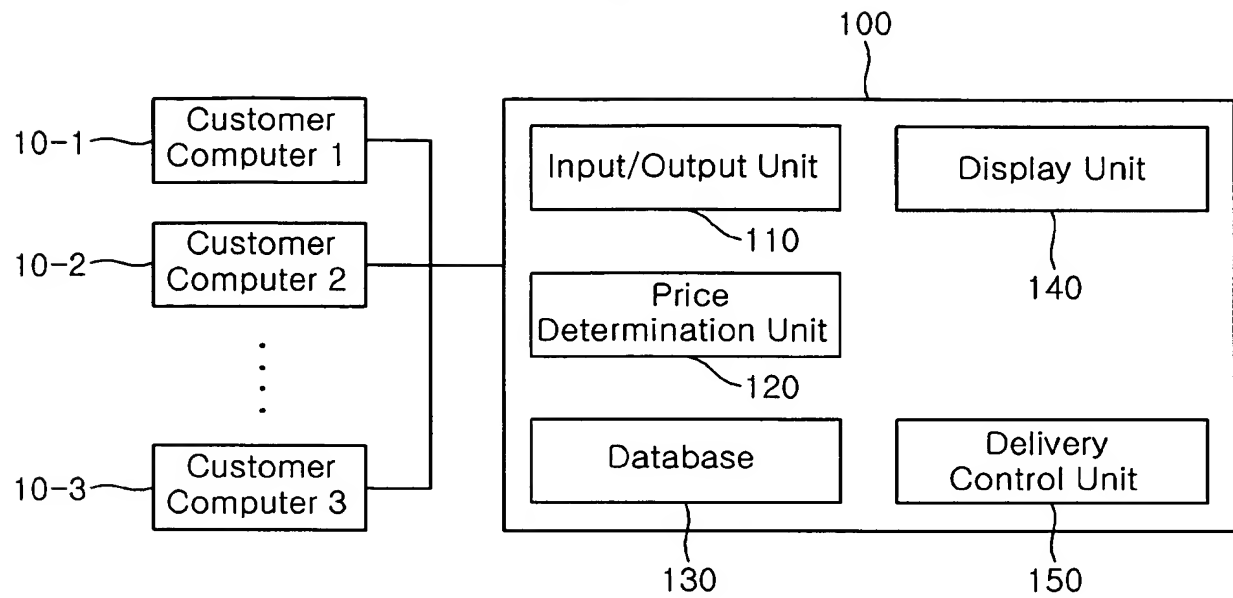 100
10-1
Customer
Computer 1
Input/Output Unit
110
Display Unit
140
10-2
Customer
Computer 2
Price
Determination Unit
120
10-3
Customer
Computer 3
Database
130
Delivery
Control Unit
150